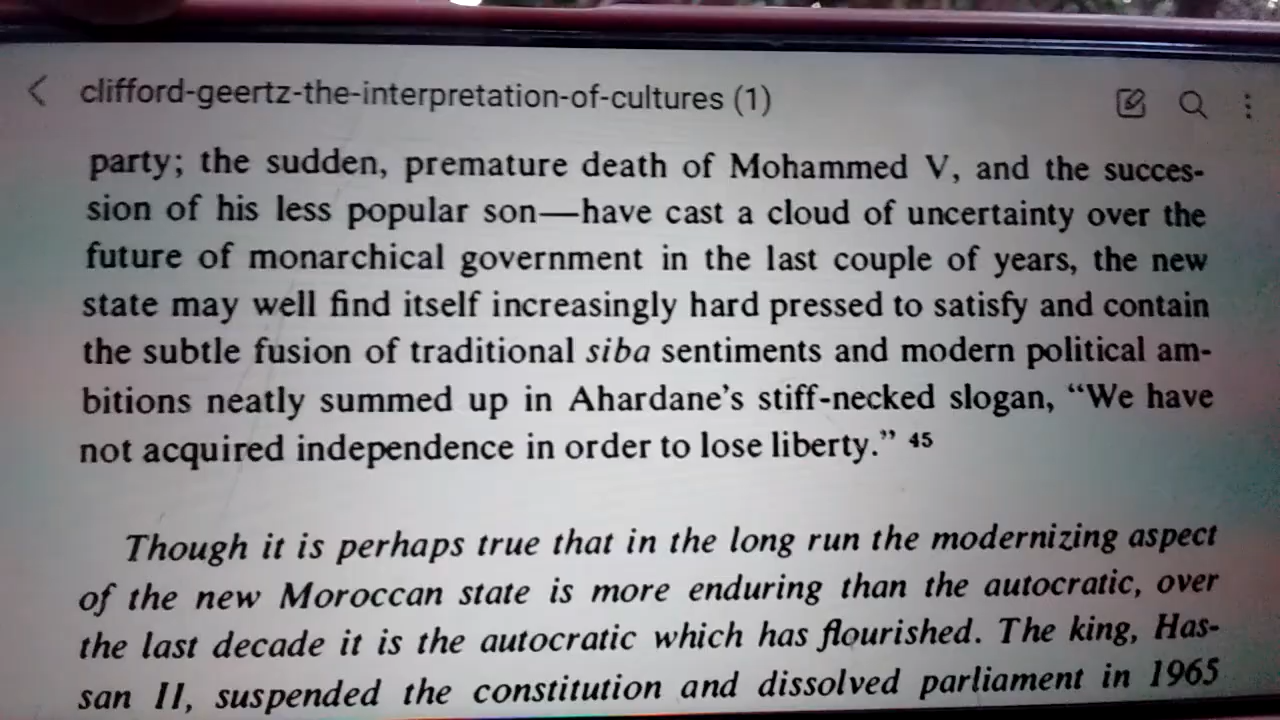 clifford-geertz-the-interpretation-of-cultures (1)
party; the sudden, premature death of Mohammed V, and the succes-
sion of his less popular son—have cast a cloud of uncertainty over the
future of monarchical government in the last couple of years, the new
state may well find itself increasingly hard pressed to satisfy and contain
the subtle fusion of traditional siba sentiments and modern political am-
bitions neatly summed up in Ahardane's stiff-necked slogan, “We have
not acquired independence in order to lose liberty.” 45
Though it is perhaps true that in the long run the modernizing aspect
of the new Moroccan state is more enduring than the autocratic, over
the last decade it is the autocratic which has flourished. The king, Has-
san II, suspended the constitution and dissolved parliament in 1965